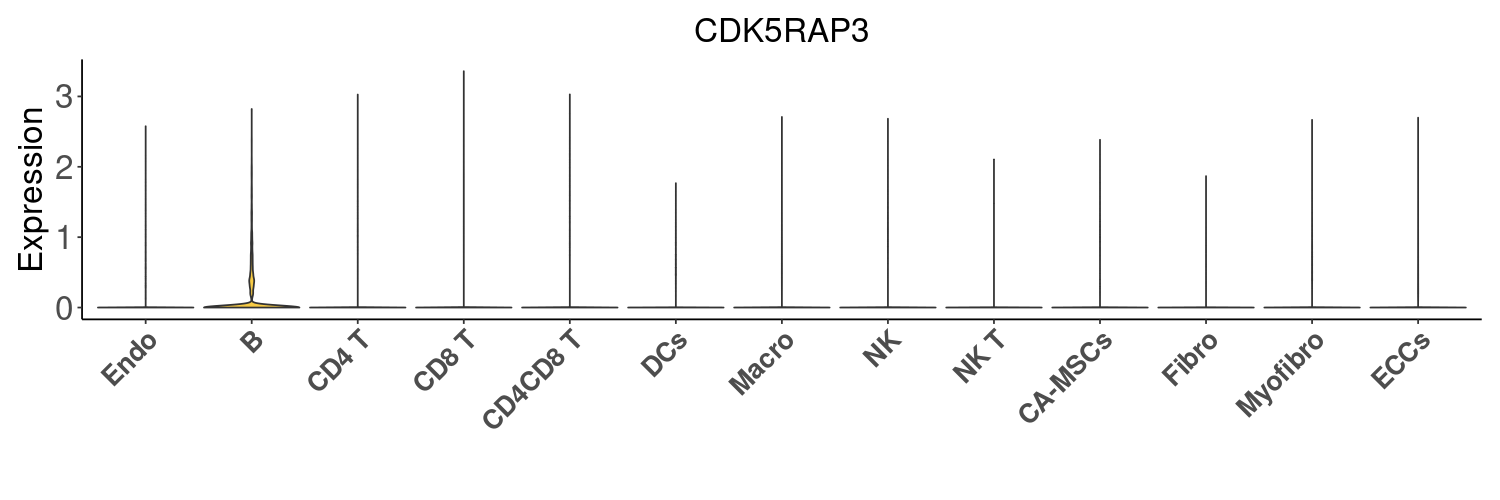 CDK5RAP3
Expression
3
2
1
0
Endo
B
CD4 T
CD8 T
CD4CD8 T
DCs
Macro
NK
NK T
CA-MSCs
Fibro
Myofibro
ECCs